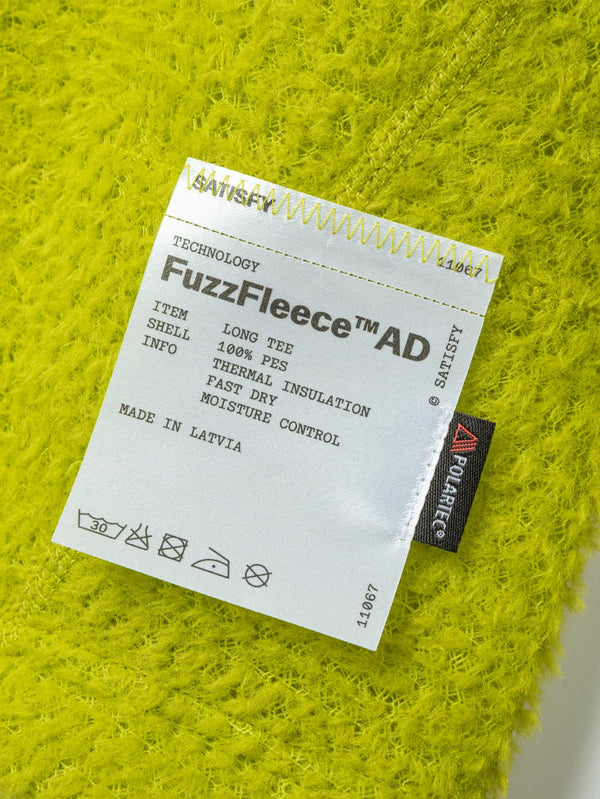 SATISFY
11067
TECHNOLOGY
FuzzFleece™AD
ITEM LONG TEE
SHELL 100% PES
INFO THERMAL INSULATION
FAST DRY
MOISTURE CONTROL
MADE IN LATVIA
© SATISFY
POLARTEC®
30
11067